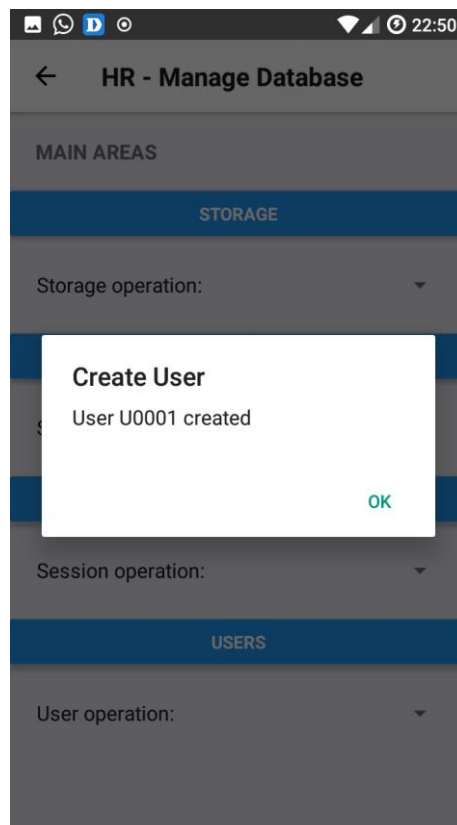 22:50
HR - Manage Database
MAIN AREAS
STORAGE
Storage operation:
Create User
User U0001 created
OK
Session operation:
USERS
User operation: